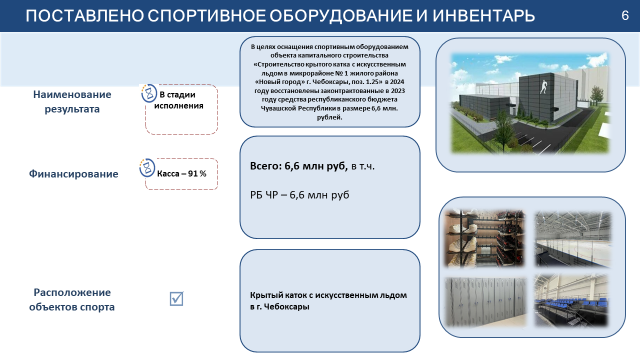 ПОСТАВЛЕНО СПОРТИВНОЕ ОБОРУДОВАНИЕ И ИНВЕНТАРЬ
6
Наименование
результата
В стадии
исполнения
В целях оснащения спортивным оборудованием
объекта капитального строительства
«Строительство крытого катка с искусственным
льдом в микрорайоне № 1 жилого района
«Новый город» г. Чебоксары, поз. 1.25» в 2024
году восстановлены законтрактованные в 2023
году средства республиканского бюджета
Чувашской Республики в размере 6,6 млн.
рублей.
Финансирование
Касса – 91 %
Всего: 6,6 млн руб, в т.ч.
РБ ЧР – 6,6 млн руб
Расположение
объектов спорта
Крытый каток с искусственным льдом
в г. Чебоксары